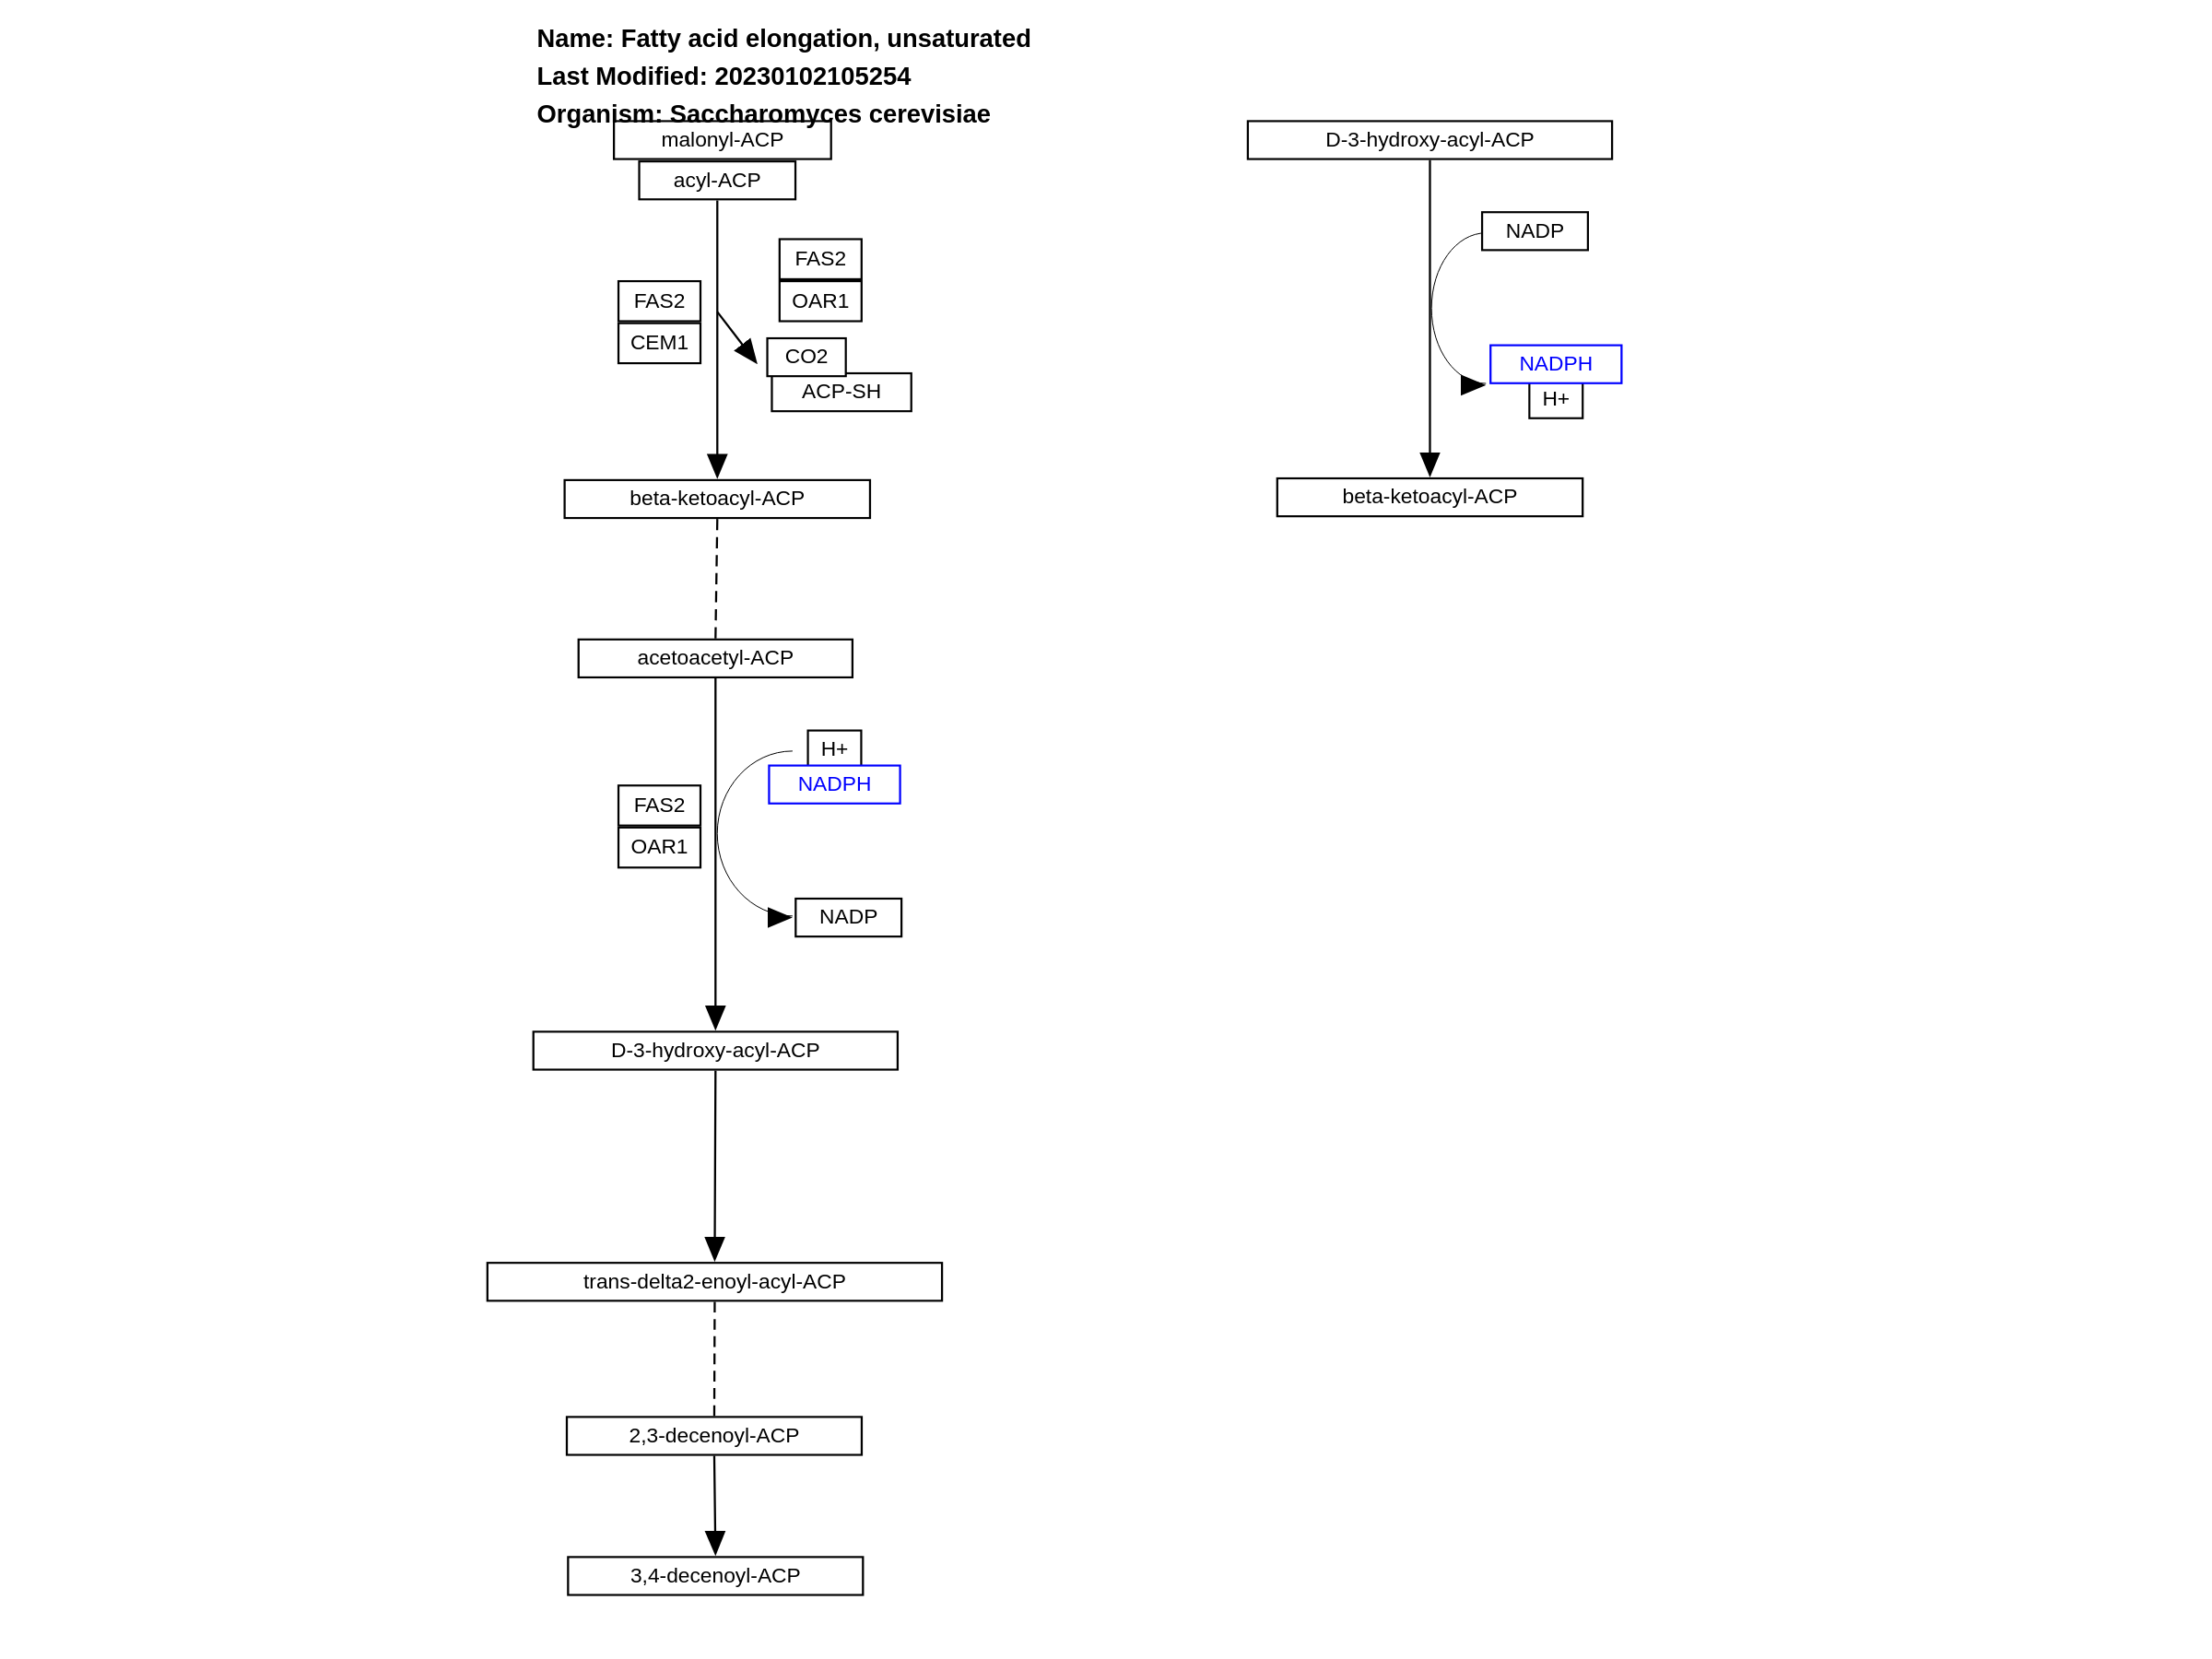 Name: Fatty acid elongation, unsaturated
Last Modified: 20230102105254
Organism: Saccharomyces cerevisiae
malonyl-ACP
acyl-ACP
FAS2
OAR1
FAS2
CEM1
CO2
ACP-SH
beta-ketoacyl-ACP
acetoacetyl-ACP
H+
NADPH
FAS2
OAR1
NADP
D-3-hydroxy-acyl-ACP
trans-delta2-enoyl-acyl-ACP
2,3-decenoyl-ACP
3,4-decenoyl-ACP
D-3-hydroxy-acyl-ACP
NADP
NADPH
H+
beta-ketoacyl-ACP